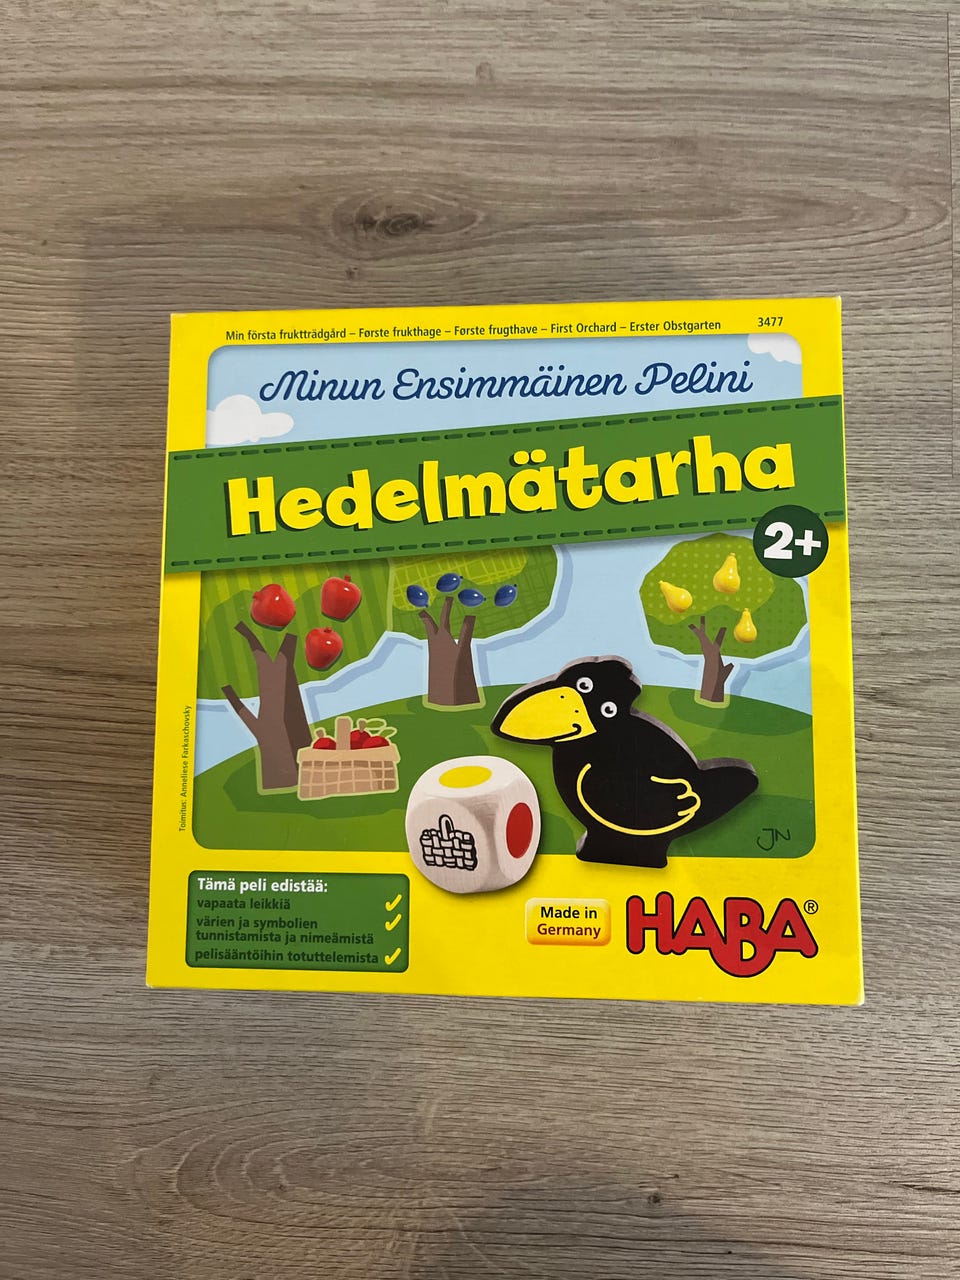 Min första fruktträdgård – Første frukthage – Første frugthave – First Orchard – Erster Obstgarten
3477
Minun Ensimmäinen Pelini
Hedelmätarha
2+
Toimitus: Anneliese Farkaschovsky
JN
Tämä peli edistää:
vapaata leikkiä
värien ja symbolien
tunnistamista ja nimeämistä
pelisääntöihin totuttelemista
Made in
Germany
HABA®